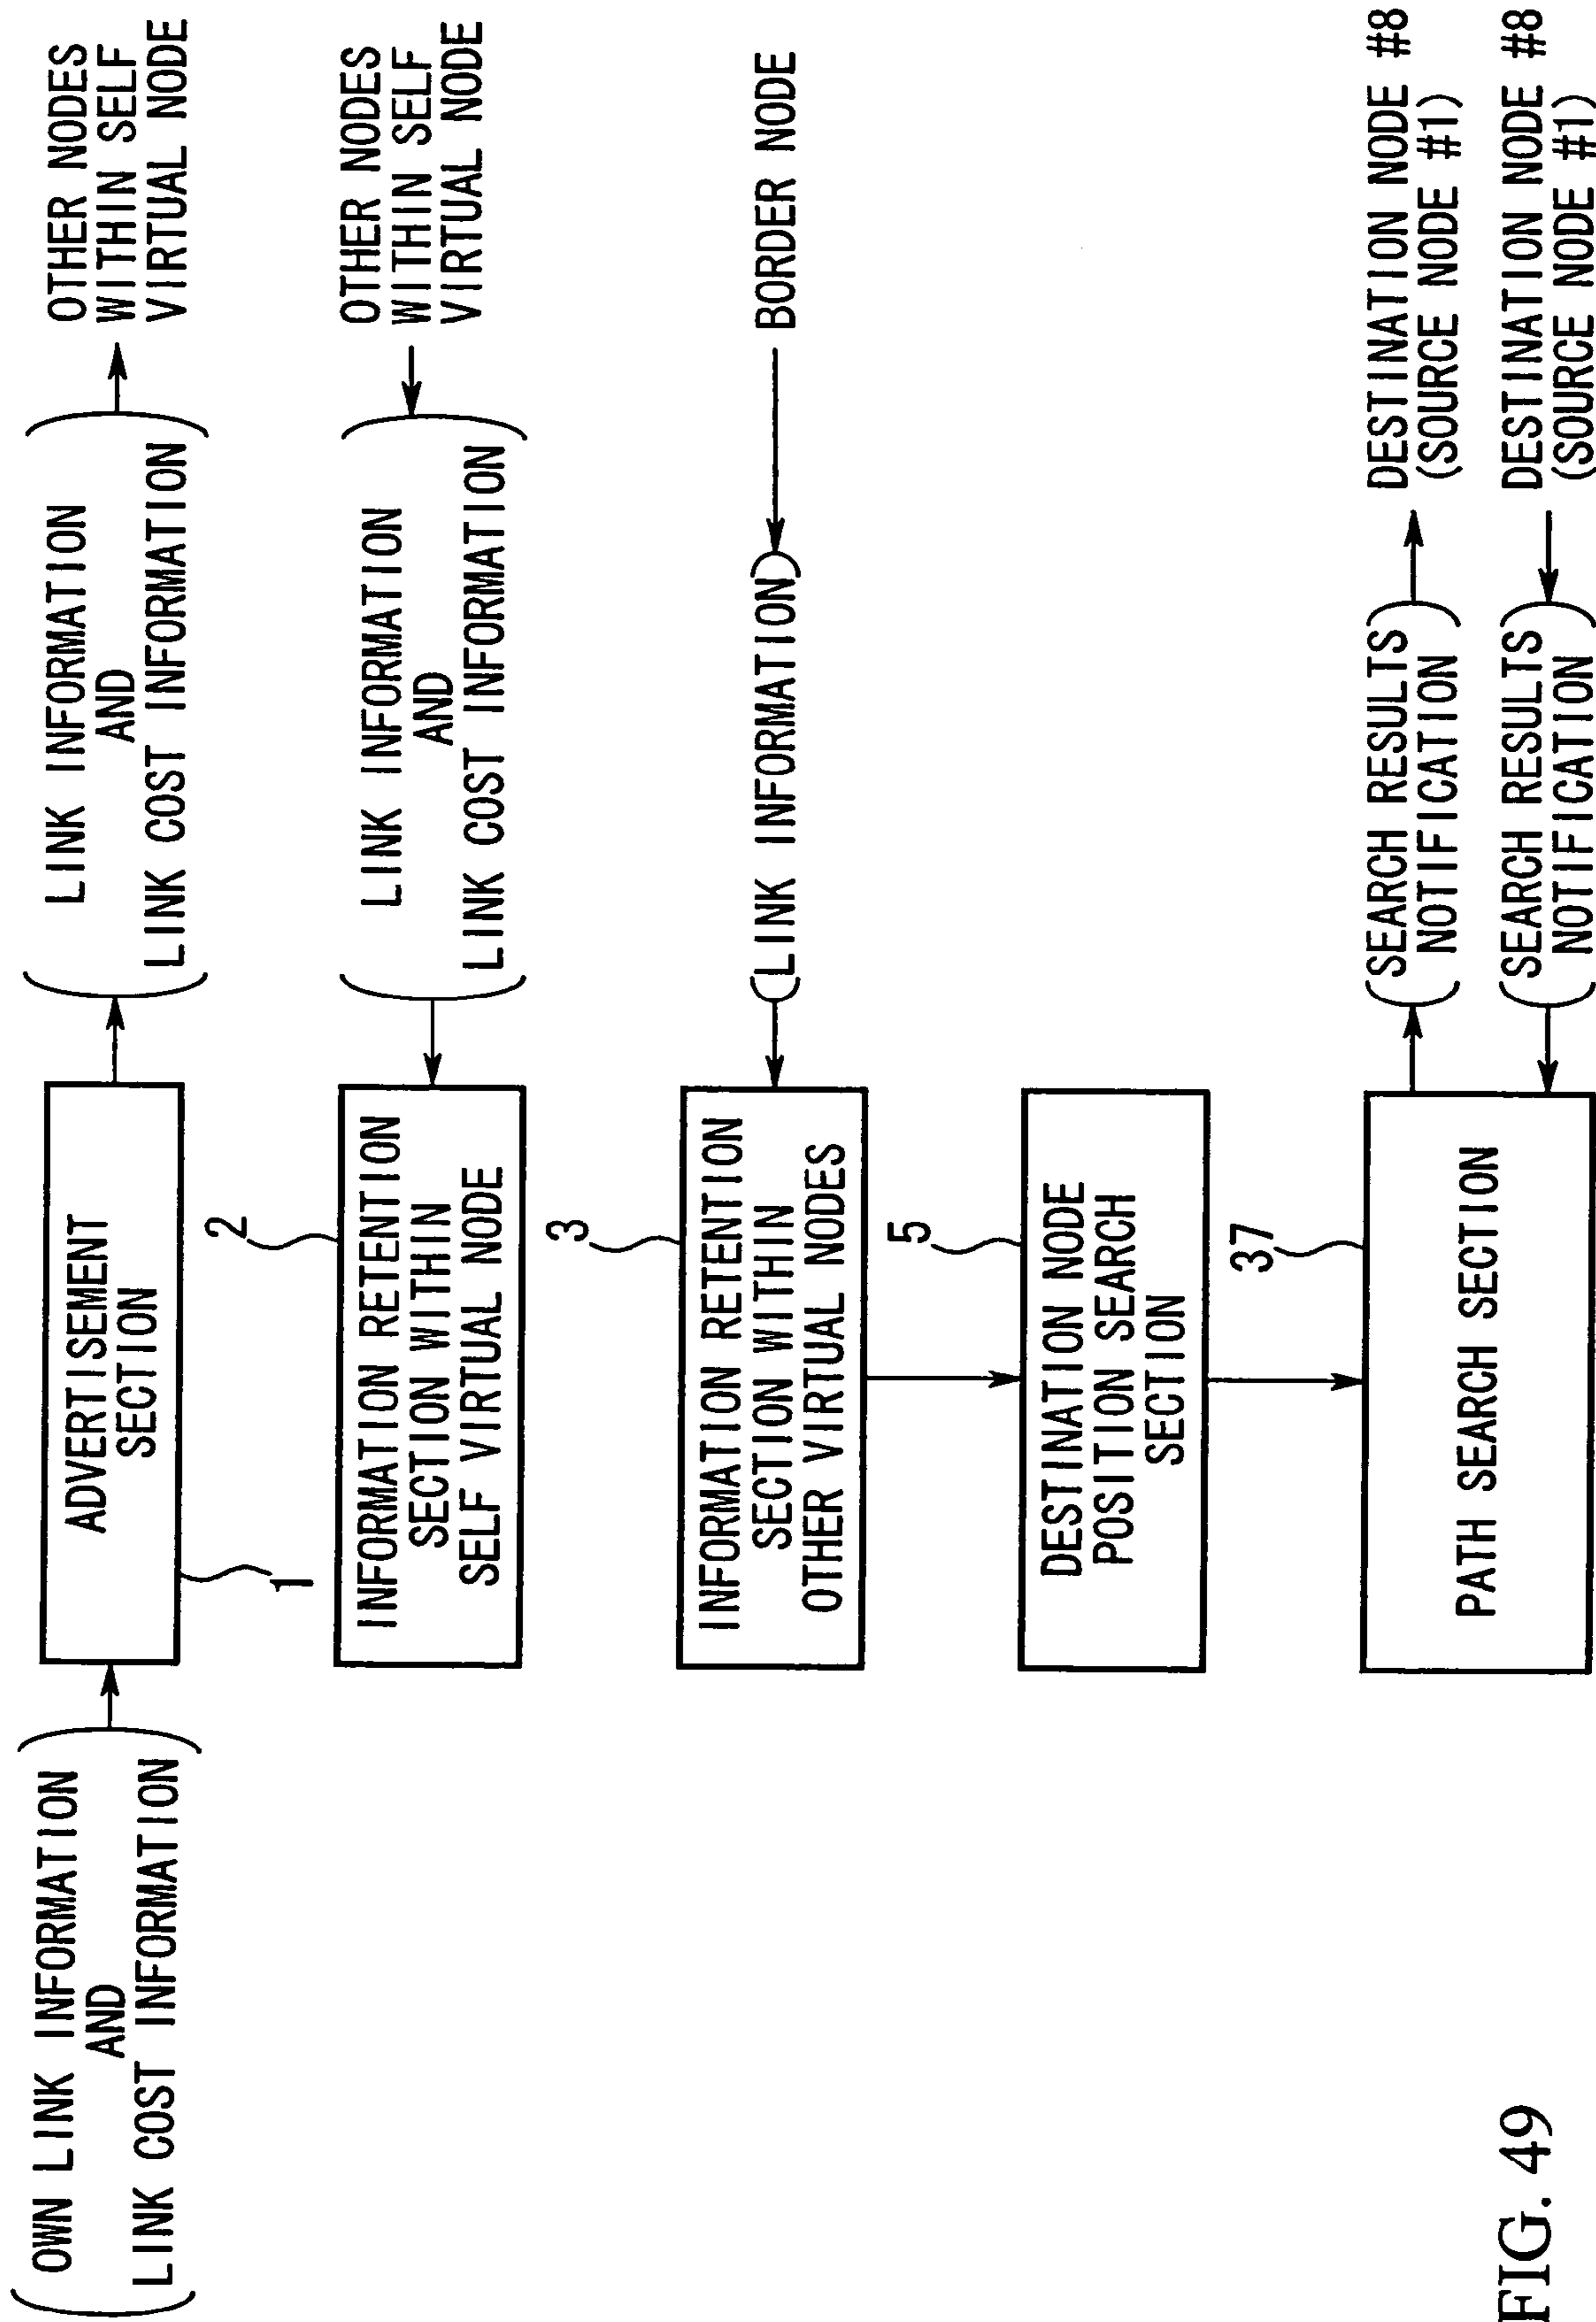 OWN LINK INFORMATION
AND
LINK COST INFORMATION
ADVERTISEMENT
SECTION
1
LINK INFORMATION
AND
LINK COST INFORMATION
OTHER NODES
WITHIN SELF
VIRTUAL NODE
2
INFORMATION RETENTION
SECTION WITHIN
SELF VIRTUAL NODE
LINK INFORMATION
AND
LINK COST INFORMATION
OTHER NODES
WITHIN SELF
VIRTUAL NODE
3
INFORMATION RETENTION
SECTION WITHIN
OTHER VIRTUAL NODES
(LINK INFORMATION)
BORDER NODE
5
DESTINATION NODE
POSITION SEARCH
SECTION
37
PATH SEARCH SECTION
(SEARCH RESULTS
NOTIFICATION)
DESTINATION NODE #8
(SOURCE NODE #1)
(SEARCH RESULTS
NOTIFICATION)
DESTINATION NODE #8
(SOURCE NODE #1)
FIG. 49